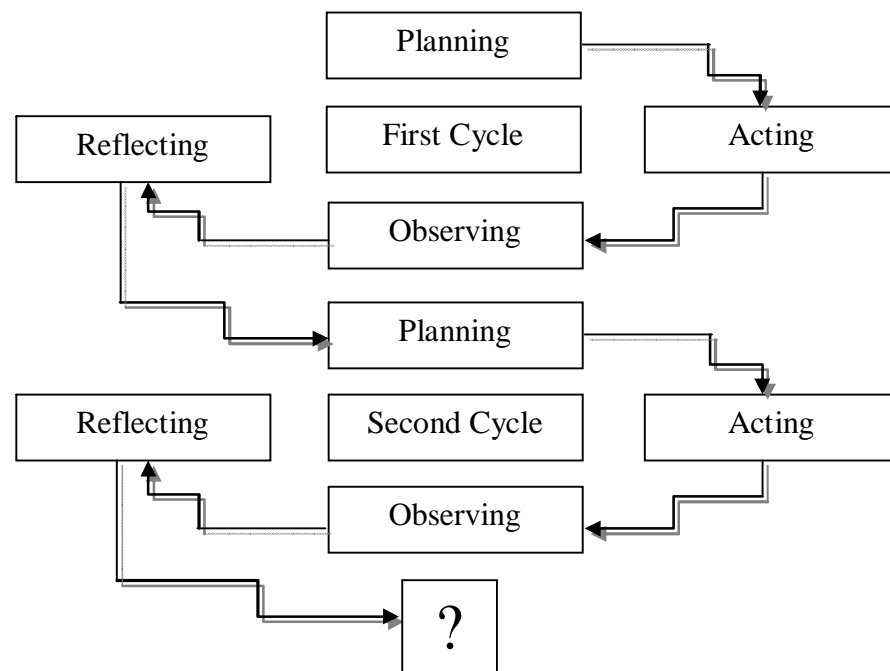 Planning
Reflecting
First Cycle
Acting
Observing
Planning
Reflecting
Second Cycle
Acting
Observing
?